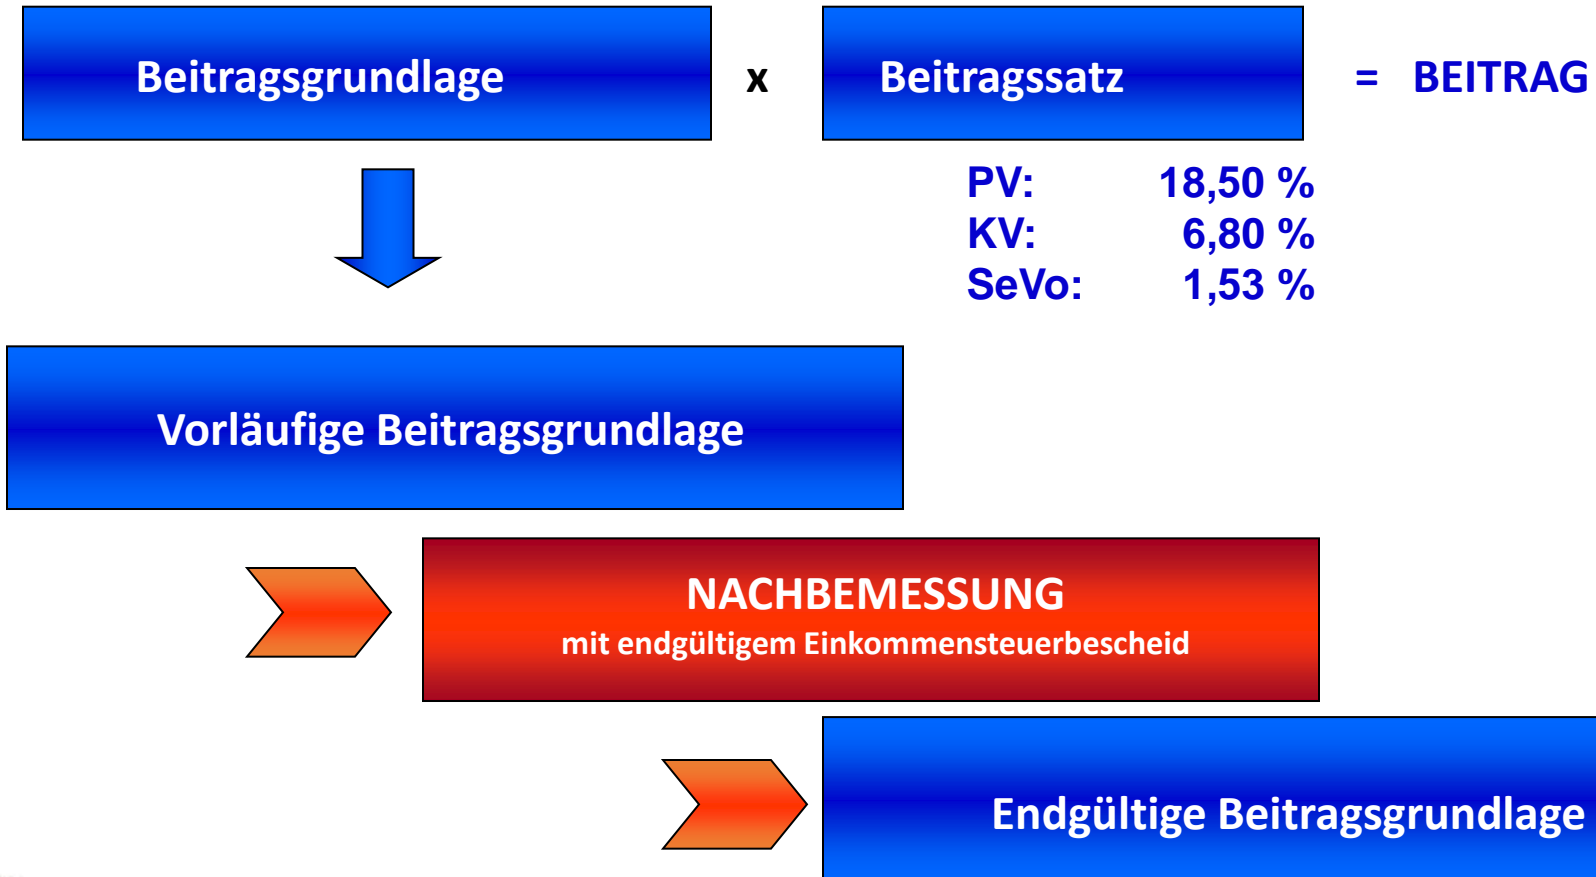 Beitragsgrundlage x Beitragssatz = BEITRAG
PV: 18,50 %
KV: 6,80 %
SeVo: 1,53 %
Vorläufige Beitragsgrundlage
NACHBEMESSUNG
mit endgültigem Einkommensteuerbescheid
Endgültige Beitragsgrundlage